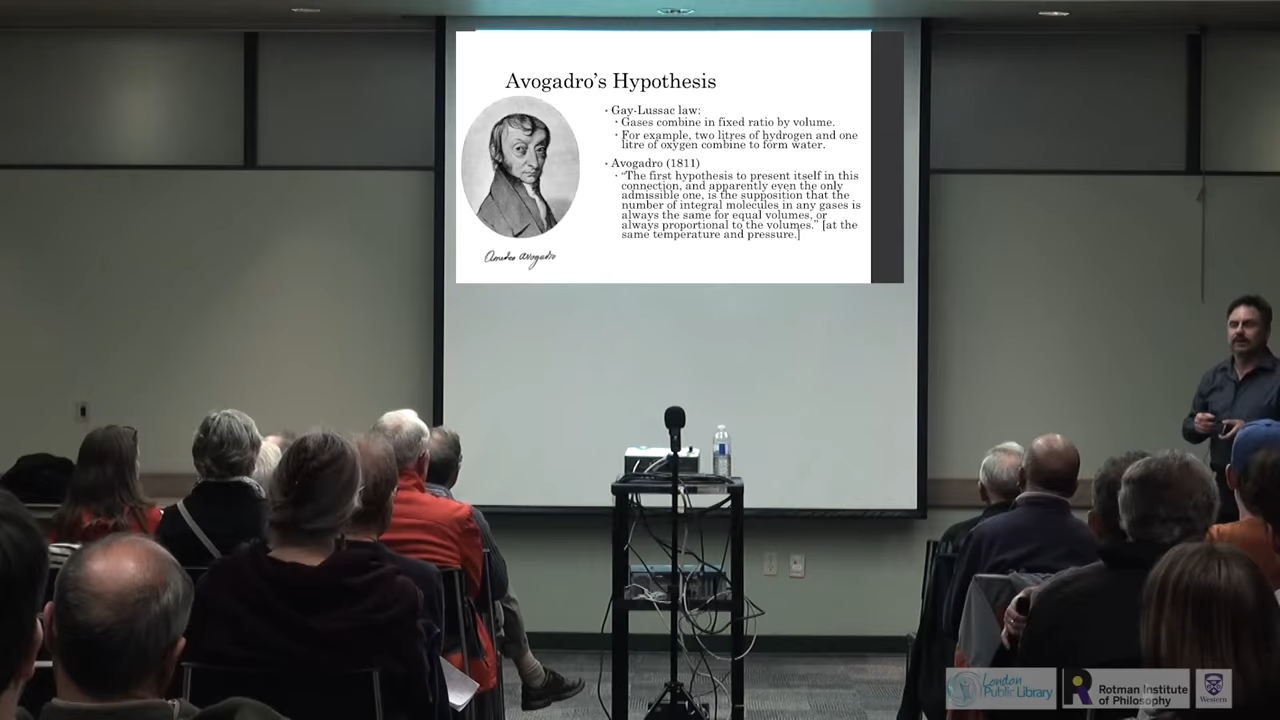 Avogadro's Hypothesis
• Gay-Lussac law:
• Gases combine in fixed ratio by volume.
• For example, two litres of hydrogen and one
litre of oxygen combine to form water.
• Avogadro (1811)
• "The first hypothesis to present itself in this
connection, and apparently even the only
admissible one, is the supposition that the
number of integral molecules in any gases is
always the same for equal volumes, or
always proportional to the volumes." [at the
same temperature and pressure.]
Amedeo Avogadro
London
Public Library
Rotman Institute
of Philosophy
Western